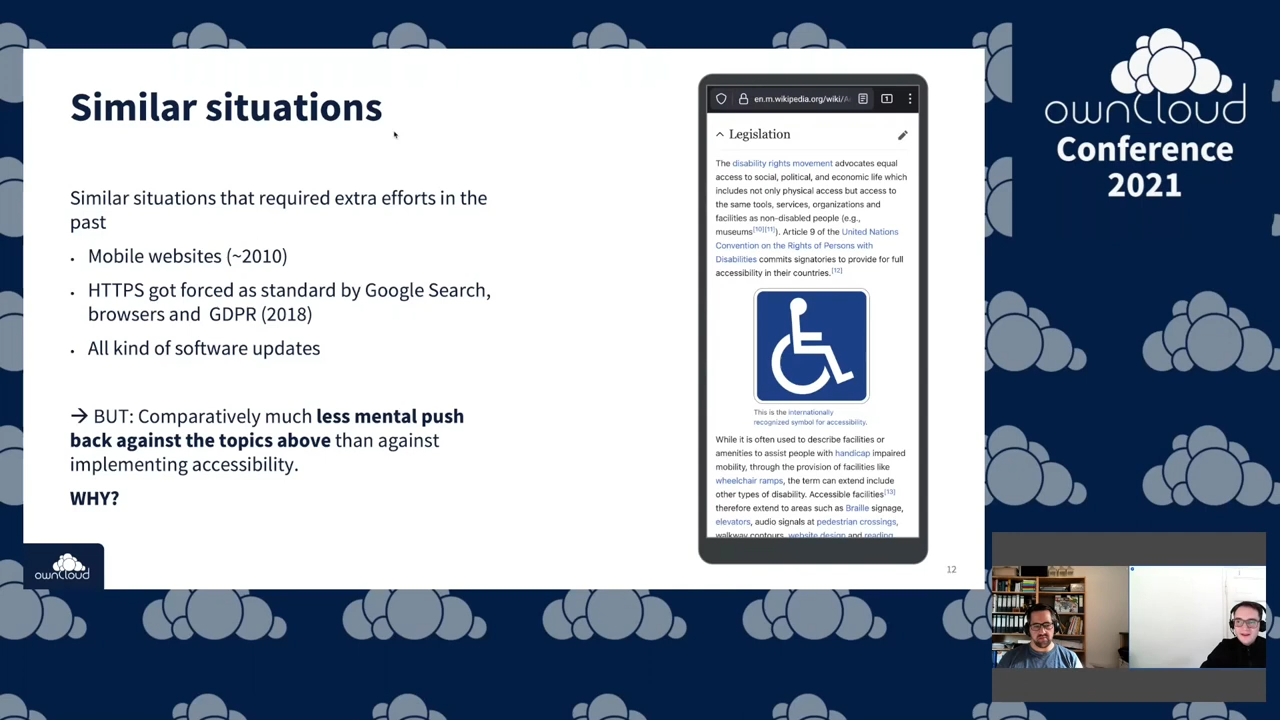 Similar situations
Similar situations that required extra efforts in the
past
• Mobile websites (~2010)
• HTTPS got forced as standard by Google Search,
browsers and GDPR (2018)
• All kind of software updates
→ BUT: Comparatively much less mental push
back against the topics above than against
implementing accessibility.
WHY?
ownCloud
12
en.m.wikipedia.org/wiki/A
1
Legislation
The disability rights movement advocates equal
access to social, political, and economic life which
includes not only physical access but access to
the same tools, services, organizations and
facilities as non-disabled people (e.g.,
museums[10][11]). Article 9 of the United Nations
Convention on the Rights of Persons with
Disabilities commits signatories to provide for full
accessibility in their countries.[12]
This is the internationally
recognized symbol for accessibility.
While it is often used to describe facilities or
amenities to assist people with handicap impaired
mobility, through the provision of facilities like
wheelchair ramps, the term can extend include
other types of disability. Accessible facilities[13]
therefore extend to areas such as Braille signage,
elevators, audio signals at pedestrian crossings,
walkway contours, website design and reading
ownCloud
Conference
2021